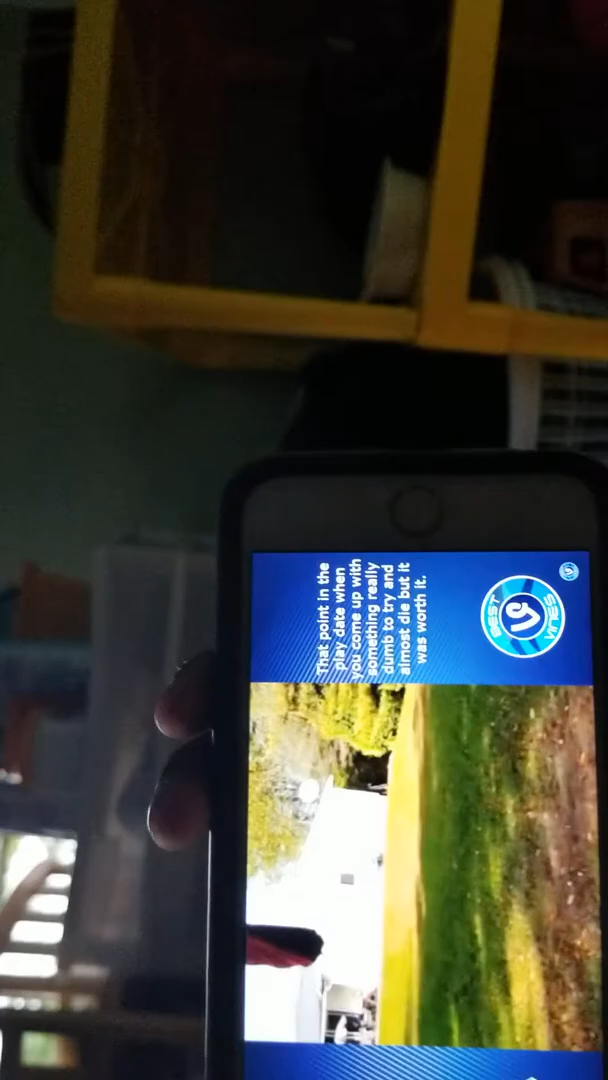 That point in the
play date when
you come up with
something really
dumb to try and
almost die but it
was worth it.
BEST
VINES